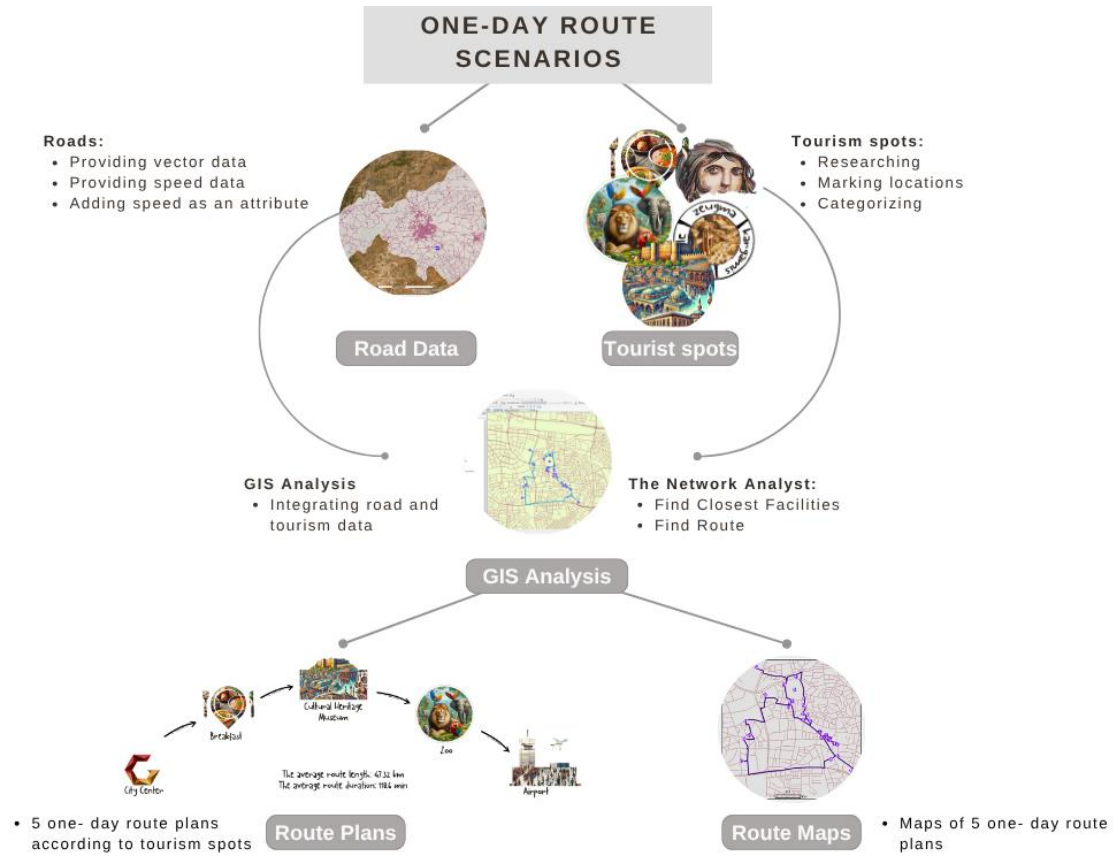 ONE-DAY ROUTE
SCENARIOS
Roads:
• Providing vector data
• Providing speed data
• Adding speed as an attribute
Tourism spots:
• Researching
• Marking locations
• Categorizing
zeugma
Road Data
Tourist spots
GIS Analysis
• Integrating road and
tourism data
The Network Analyst:
• Find Closest Facilities
• Find Route
GIS Analysis
City Center
Breakfast
Cultural Heritage
Museum
Zoo
Airport
The average route length: 67.32 km
The average route duration: 118.6 min
• 5 one- day route plans
according to tourism spots
Route Plans
Route Maps
• Maps of 5 one- day route
plans